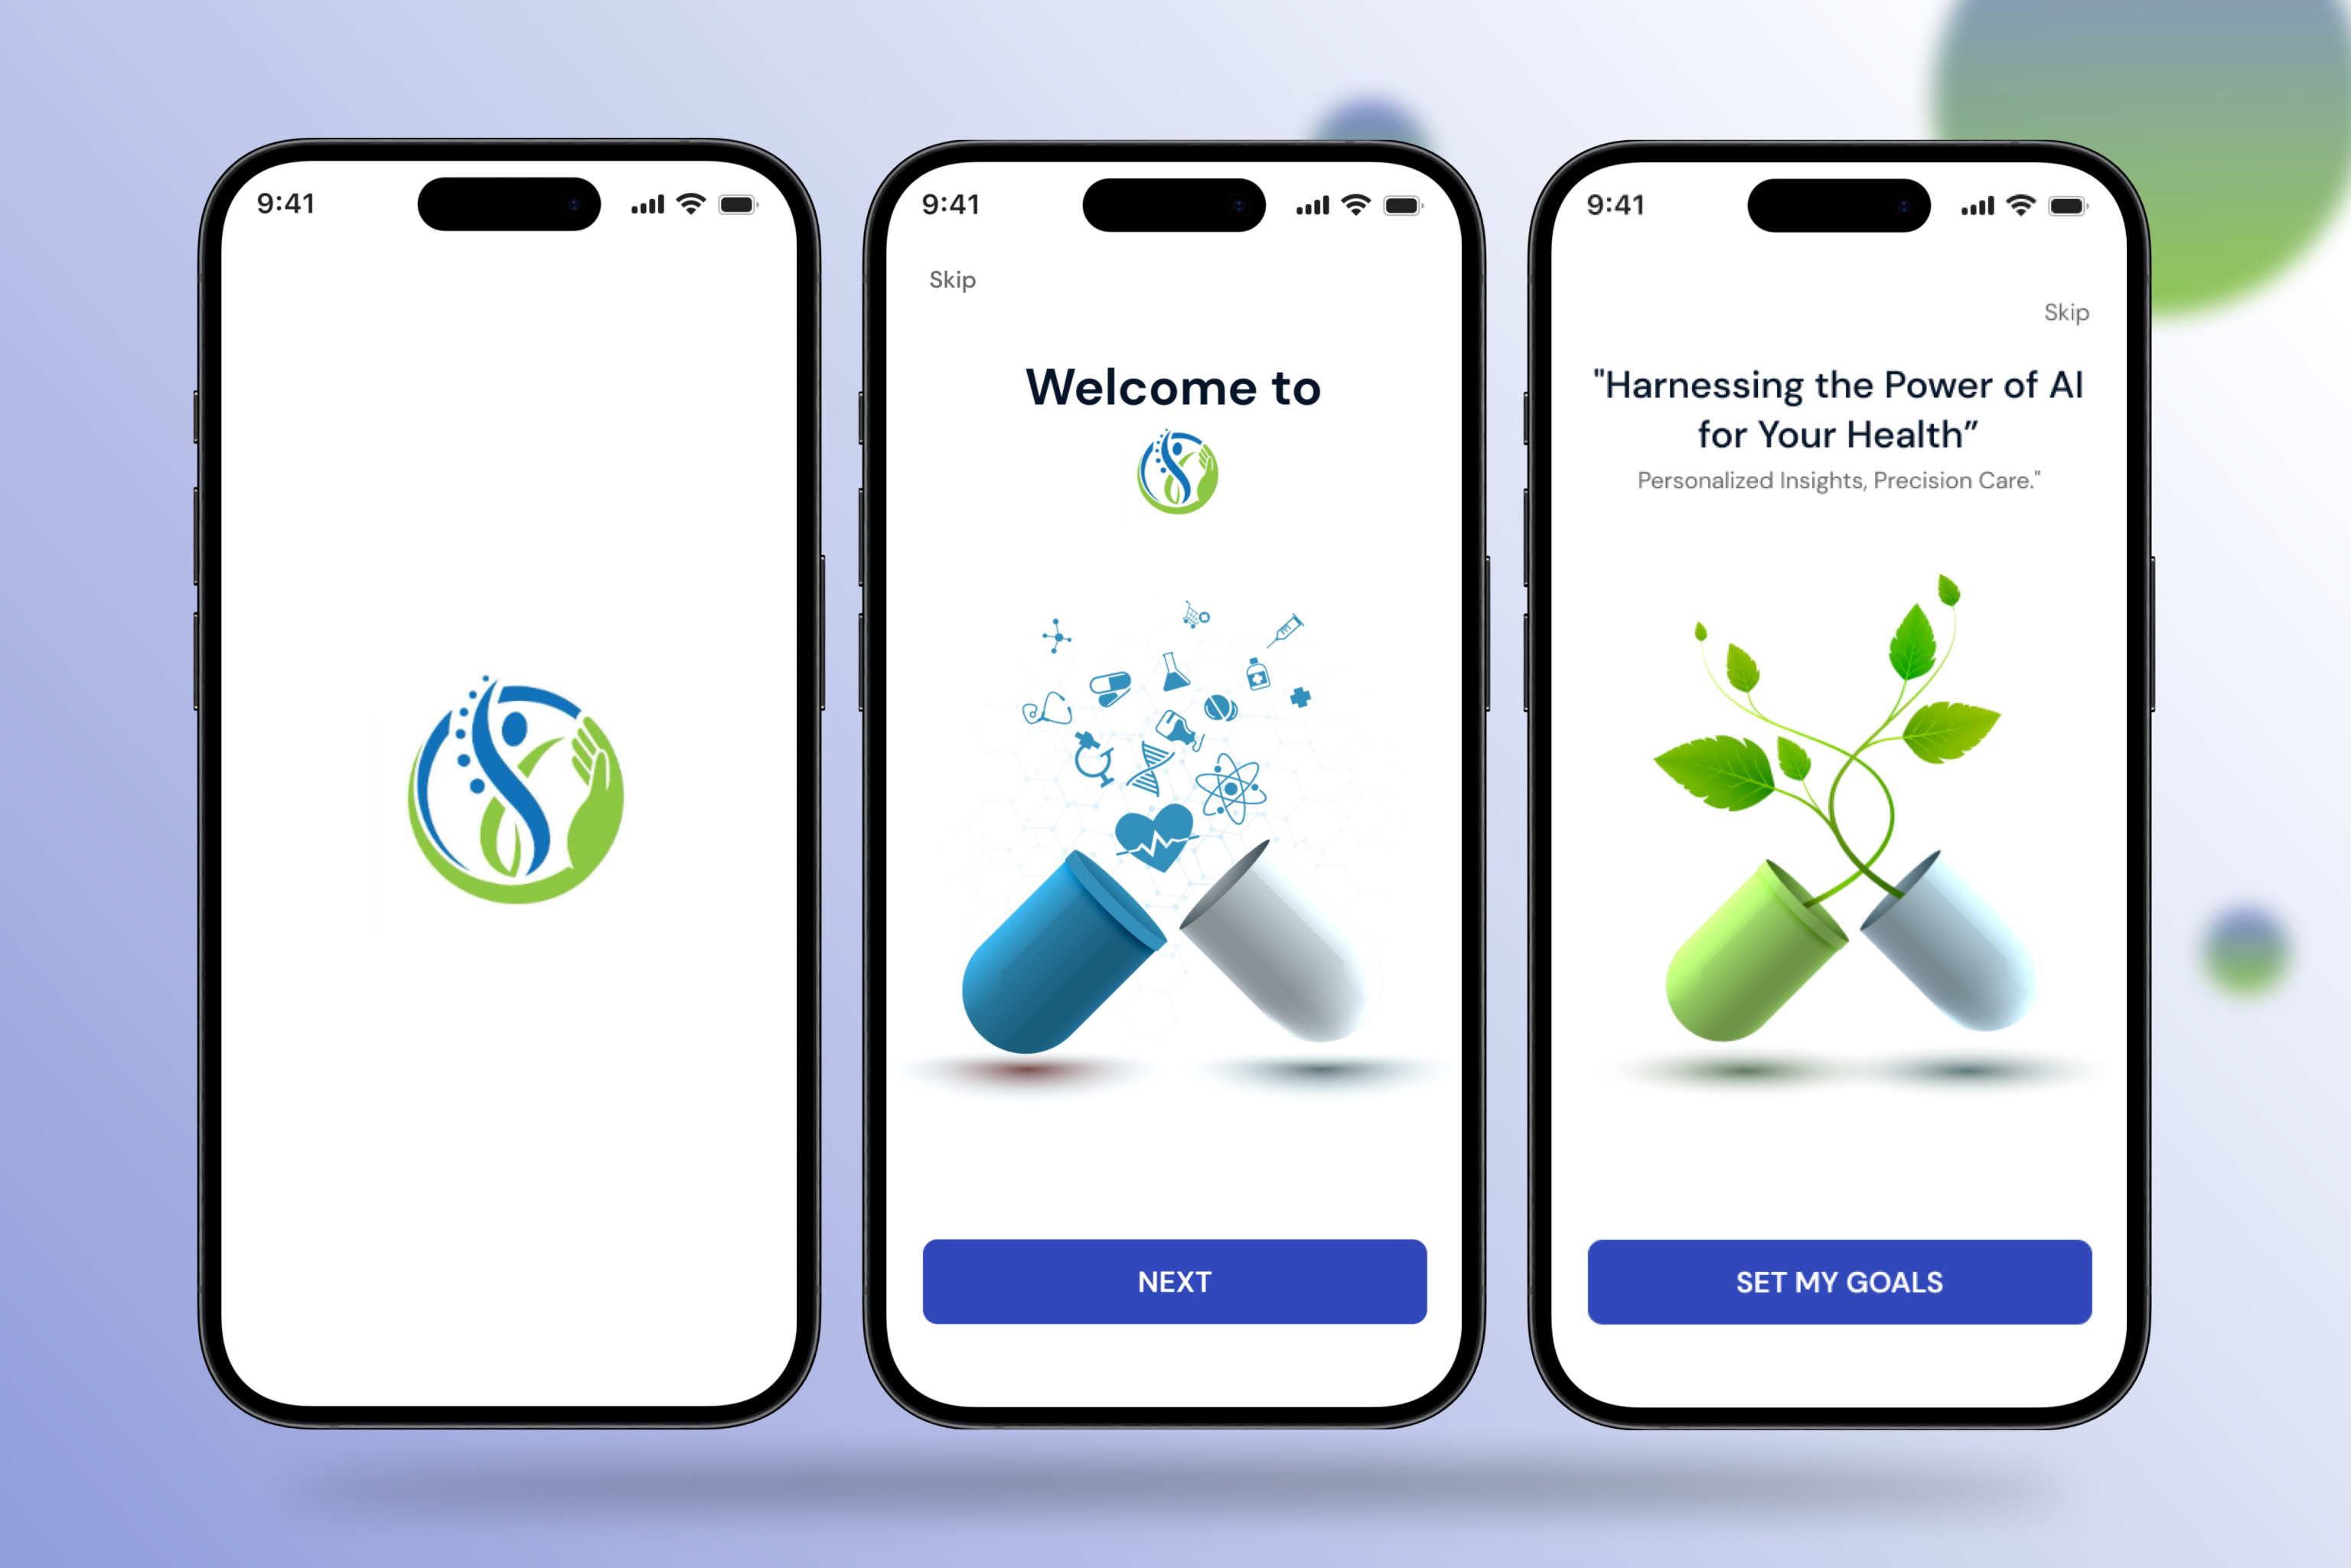 9:41
9:41
Skip
Welcome to
NEXT
9:41
Skip
"Harnessing the Power of AI
for Your Health”
Personalized Insights, Precision Care."
SET MY GOALS